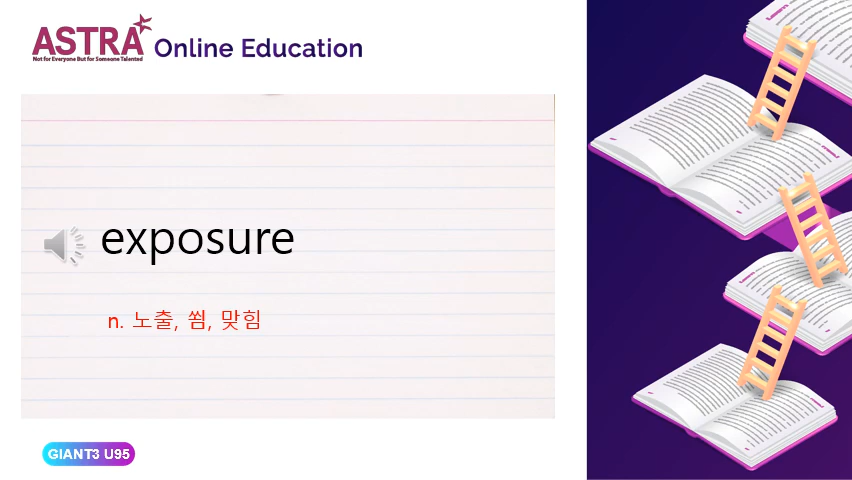 ASTRA Online Education
Not for Everyone But for Someone Talented
exposure
n. 노출, 쐼, 맞힘
GIANT3 U95